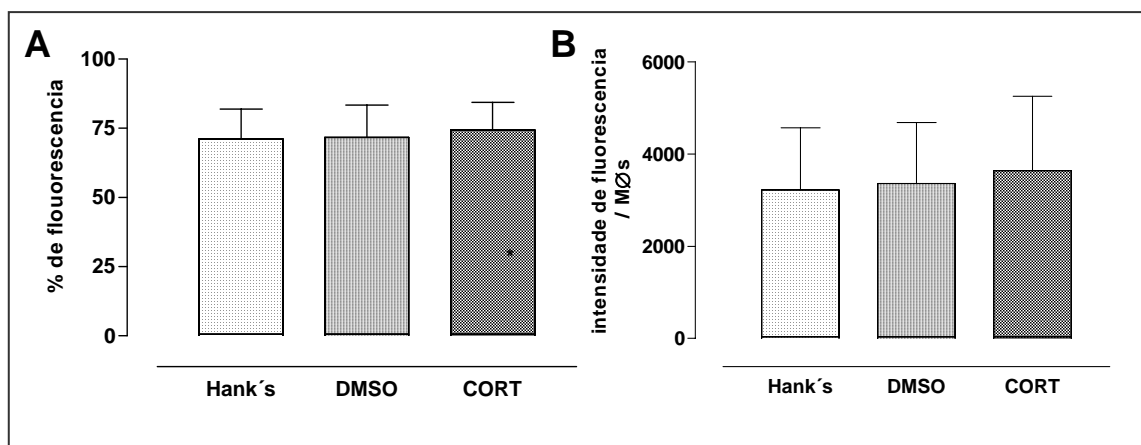 A
% de flouorescencia
100
75
50
25
0
*
Hank´s DMSO CORT
B
intensidade de fluorescencia
/ MØs
6000
4000
2000
0
Hank´s DMSO CORT